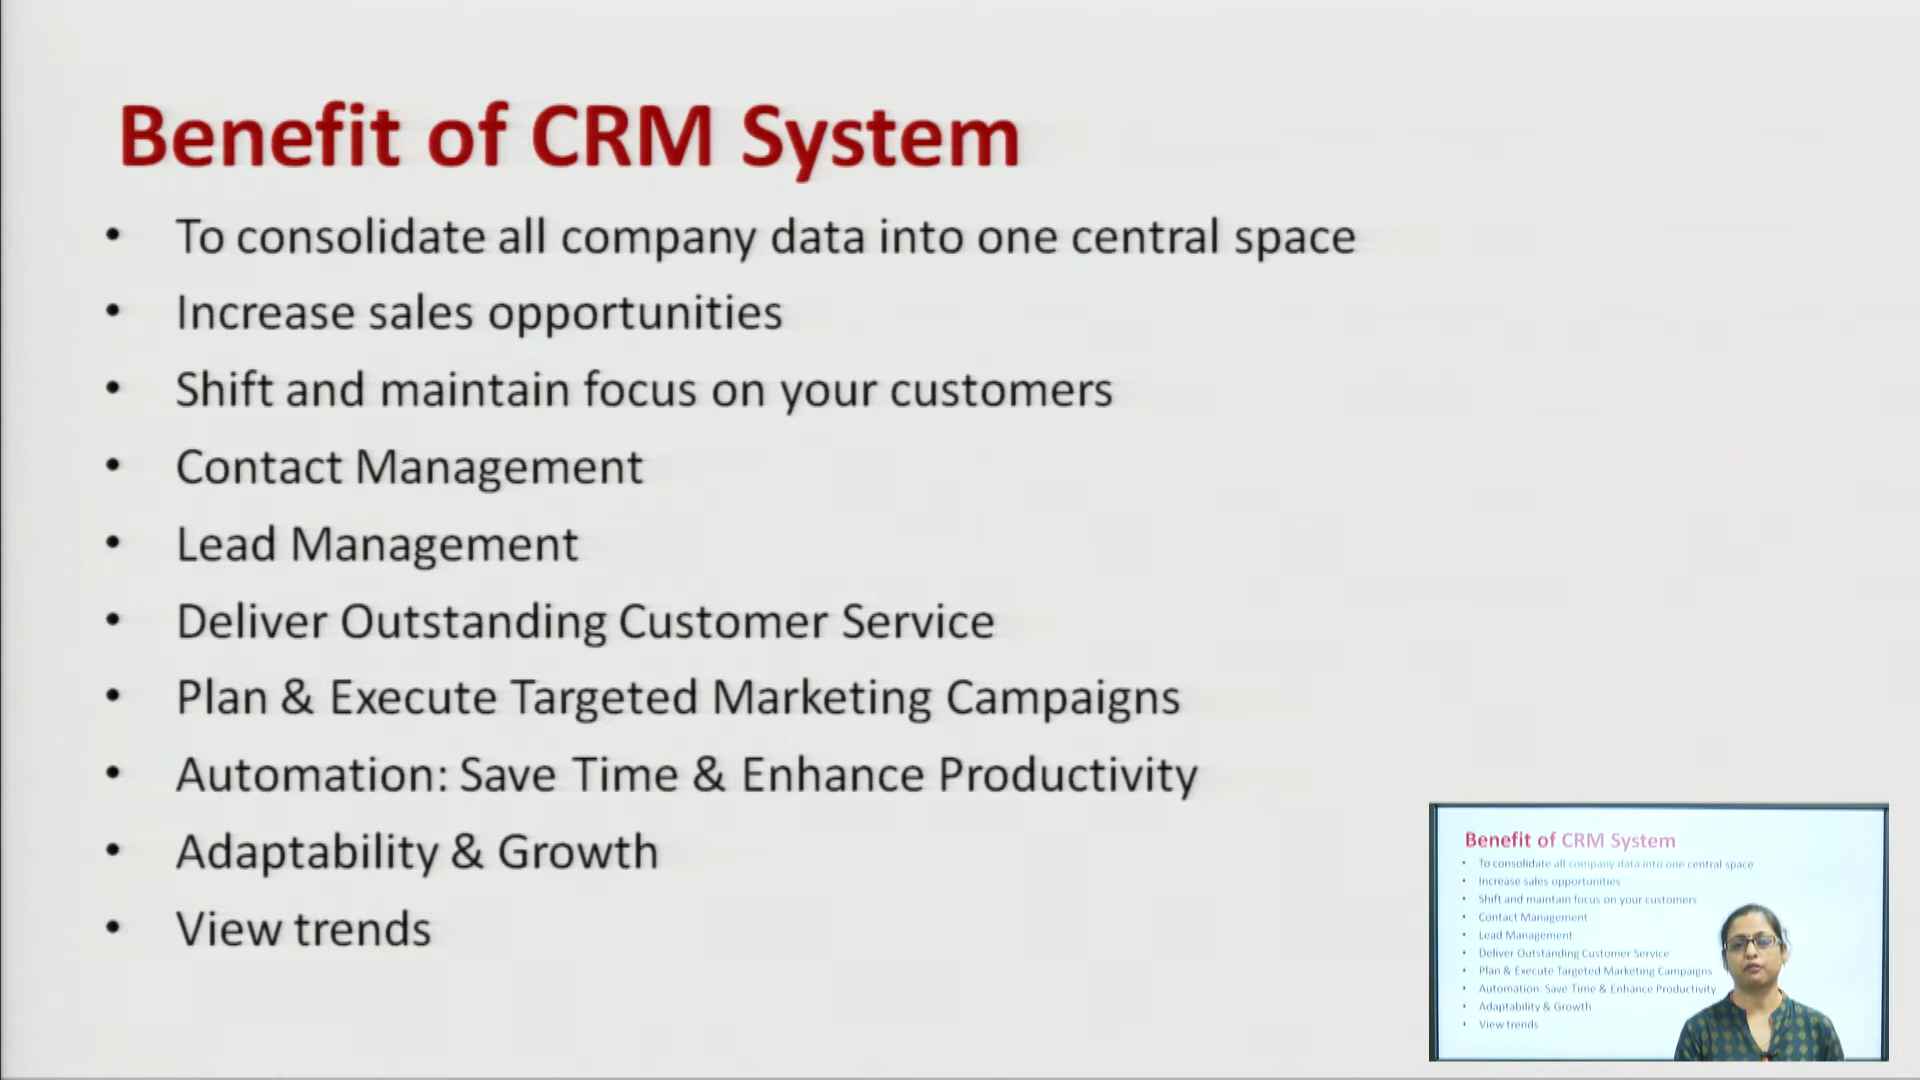 Benefit of CRM System
• To consolidate all company data into one central space
• Increase sales opportunities
• Shift and maintain focus on your customers
• Contact Management
• Lead Management
• Deliver Outstanding Customer Service
• Plan & Execute Targeted Marketing Campaigns
• Automation: Save Time & Enhance Productivity
• Adaptability & Growth
• View trends
Benefit of CRM System
• To consolidate all company data into one central space
• Increase sales opportunities
• Shift and maintain focus on your customers
• Contact Management
• Lead Management
• Deliver Outstanding Customer Service
• Plan & Execute Targeted Marketing Campaigns
• Automation: Save Time & Enhance Productivity
• Adaptability & Growth
• View trends